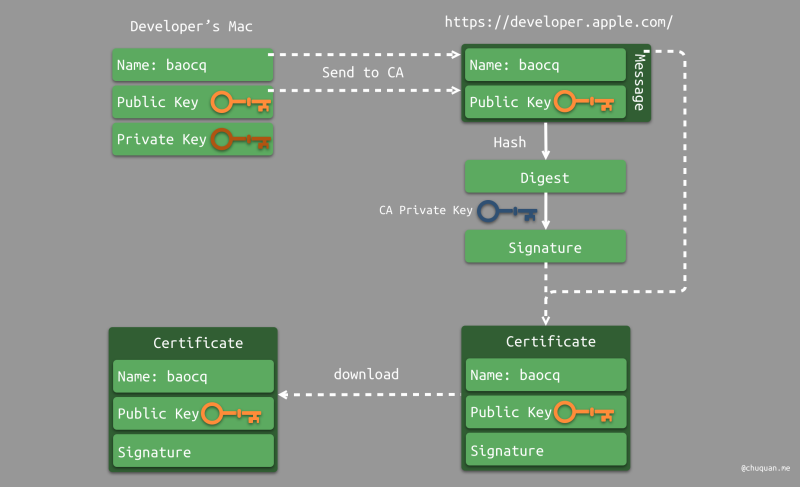 Developer’s Mac
https://developer.apple.com/
Name: baocq
Public Key
Private Key
Send to CA
Name: baocq
Public Key
Message
Hash
Digest
CA Private Key
Signature
Certificate
Name: baocq
Public Key
Signature
download
Certificate
Name: baocq
Public Key
Signature
@chuquan.me